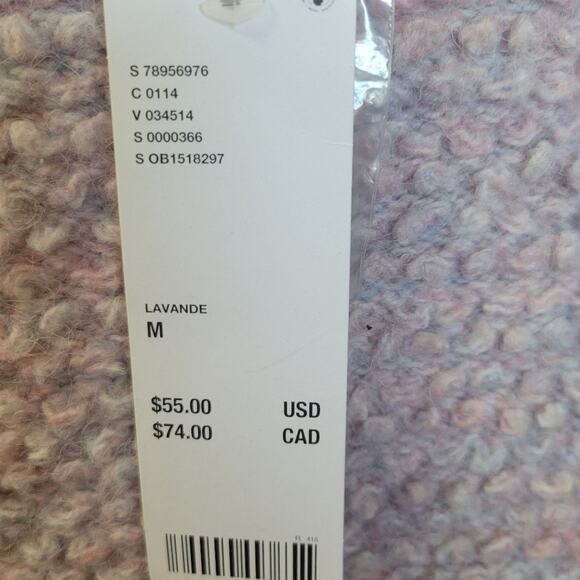 S 78956976
C 0114
V 034514
S 0000366
S OB1518297
LAVANDE
M
$55.00 USD
$74.00 CAD